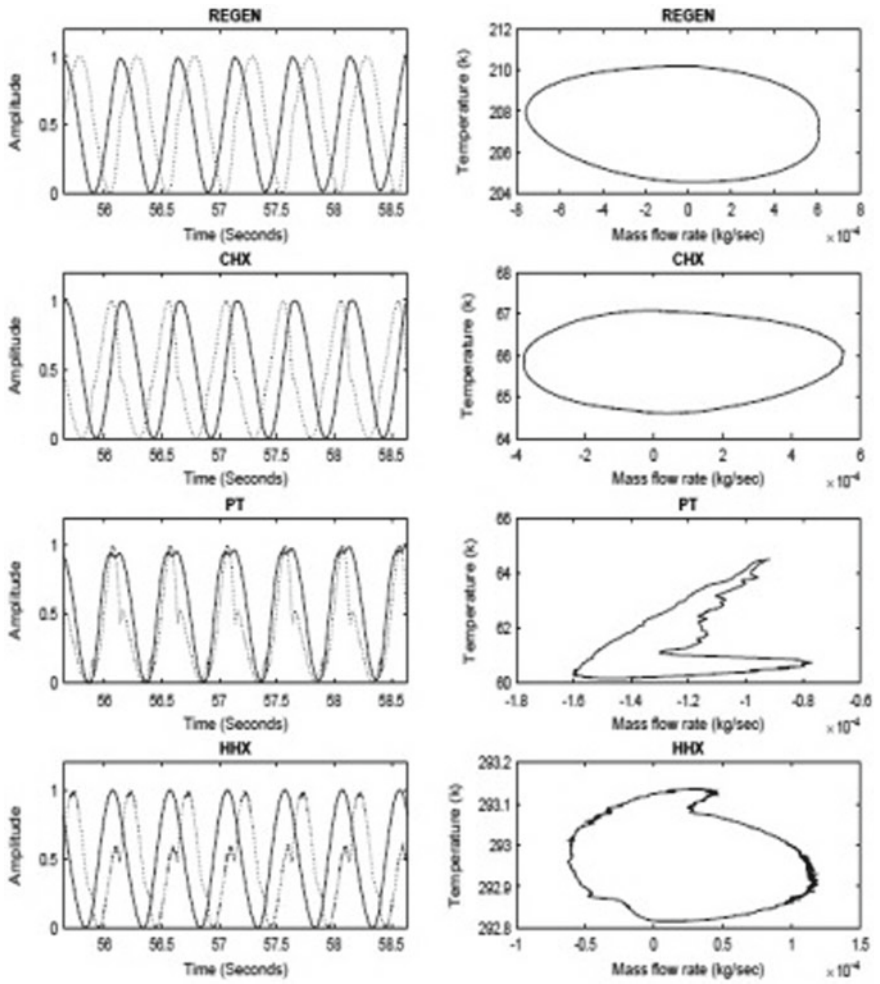 REGEN
1
0.5
0
Amplitude
56 56.5 57 57.5 58 58.5
Time (Seconds)
REGEN
212
210
208
206
204
Temperature (k)
-8 -6 -4 -2 0 2 4 6 8
Mass flow rate (kg/sec) ×10⁻⁴
CHX
1
0.5
0
Amplitude
56 56.5 57 57.5 58 58.5
Time (Seconds)
CHX
68
67
66
65
64
Temperature (k)
-4 -2 0 2 4 6
Mass flow rate (kg/sec) ×10⁻⁴
PT
1
0.5
0
Amplitude
56 56.5 57 57.5 58 58.5
Time (Seconds)
PT
66
64
62
60
Temperature (k)
-1.8 -1.6 -1.4 -1.2 -1 -0.8 -0.6
Mass flow rate (kg/sec) ×10⁻⁴
HHX
1
0.5
0
Amplitude
56 56.5 57 57.5 58 58.5
Time (Seconds)
HHX
293.2
293.1
293
292.9
292.8
Temperature (k)
-1 -0.5 0 0.5 1 1.5
Mass flow rate (kg/sec) ×10⁻⁴